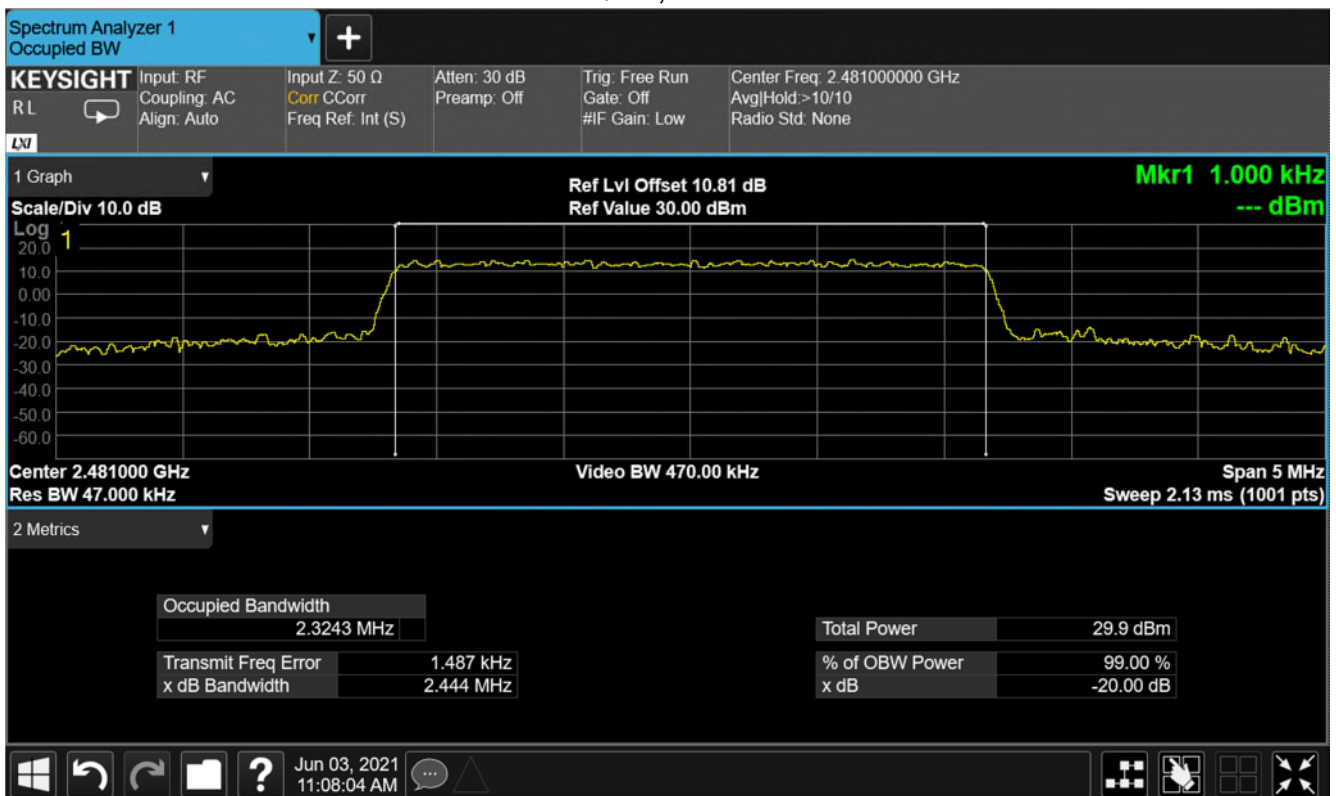 Spectrum Analyzer 1
Occupied BW
+
KEYSIGHT
R L
LXI
Input: RF
Coupling: AC
Align: Auto
Input Z: 50 Ω
Corr CCorr
Freq Ref: Int (S)
Atten: 30 dB
Preamp: Off
Trig: Free Run
Gate: Off
#IF Gain: Low
Center Freq: 2.481000000 GHz
Avg|Hold:>10/10
Radio Std: None
1 Graph
Scale/Div 10.0 dB
Ref Lvl Offset 10.81 dB
Ref Value 30.00 dBm
Mkr1 1.000 kHz
--- dBm
Log
1
20.0
10.0
0.00
-10.0
-20.0
-30.0
-40.0
-50.0
-60.0
Center 2.481000 GHz
Res BW 47.000 kHz
Video BW 470.00 kHz
Span 5 MHz
Sweep 2.13 ms (1001 pts)
2 Metrics
Occupied Bandwidth
2.3243 MHz
Transmit Freq Error 1.487 kHz
x dB Bandwidth 2.444 MHz
Total Power 29.9 dBm
% of OBW Power 99.00 %
x dB -20.00 dB
?
Jun 03, 2021
11:08:04 AM